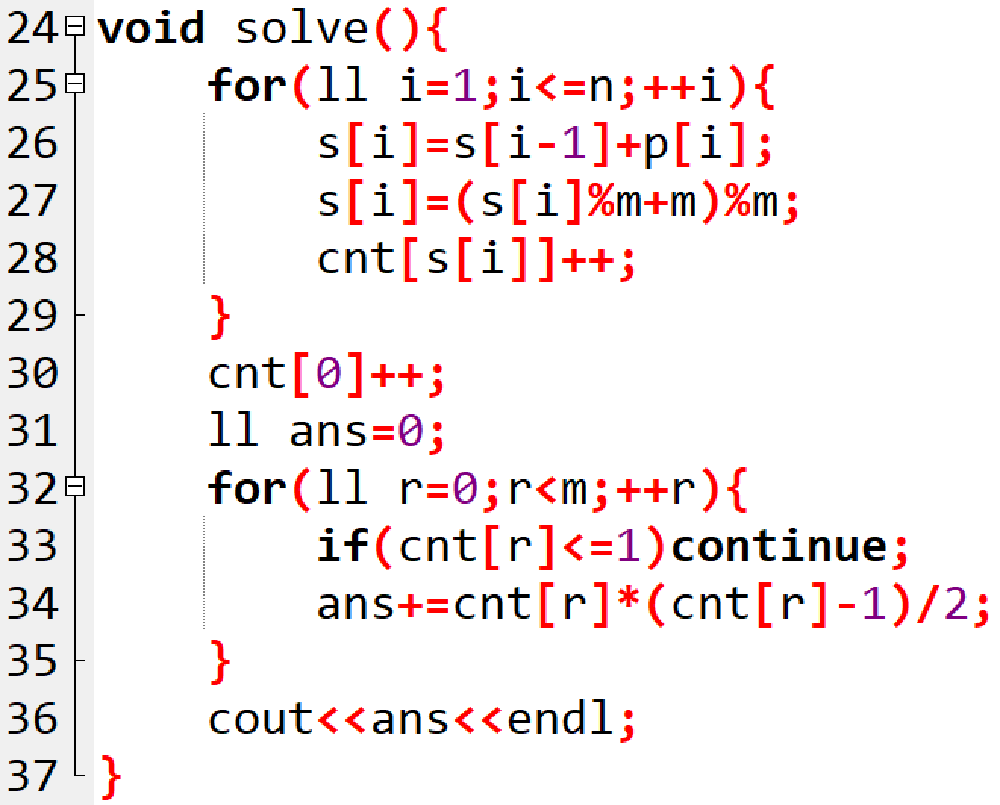 24 void solve(){
25     for(ll i=1;i<=n;++i){
26         s[i]=s[i-1]+p[i];
27         s[i]=(s[i]%m+m)%m;
28         cnt[s[i]]++;
29     }
30     cnt[0]++;
31     ll ans=0;
32     for(ll r=0;r<m;++r){
33         if(cnt[r]<=1)continue;
34         ans+=cnt[r]*(cnt[r]-1)/2;
35     }
36     cout<<ans<<endl;
37 }